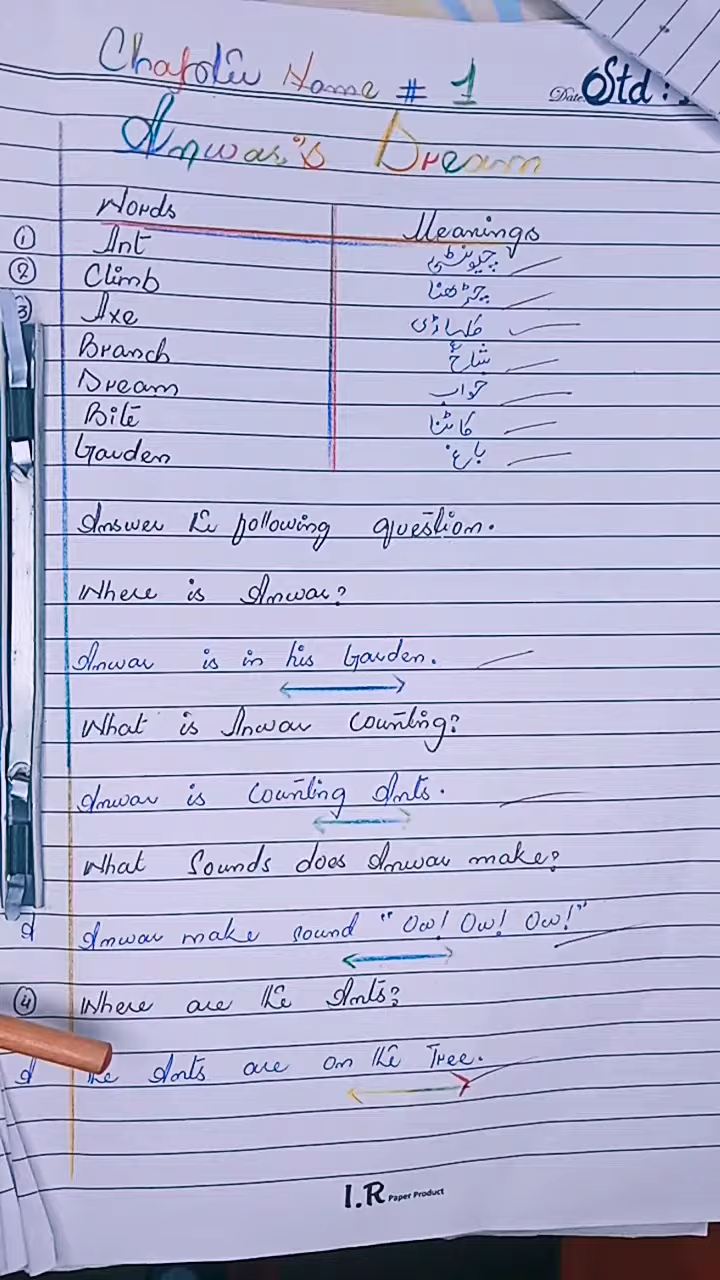 Chapter Name # 1
Date: Std :
Anwar's Dream
Words Meanings
① Ant چیونٹی
② Climb چڑھنا
3 Axe کلہاڑی
Branch شاخ
Dream خواب
Bite کاٹنا
Garden باغ
Answer the following question.
Where is Anwar?
Anwar is in his Garden.
What is Anwar Counting?
Anwar is Counting Ants.
What Sounds does Anwar make?
A Anwar make sound "Ow! Ow! Ow!"
④ Where are the Ants?
A The Ants are on the Tree.
I.R Paper Product